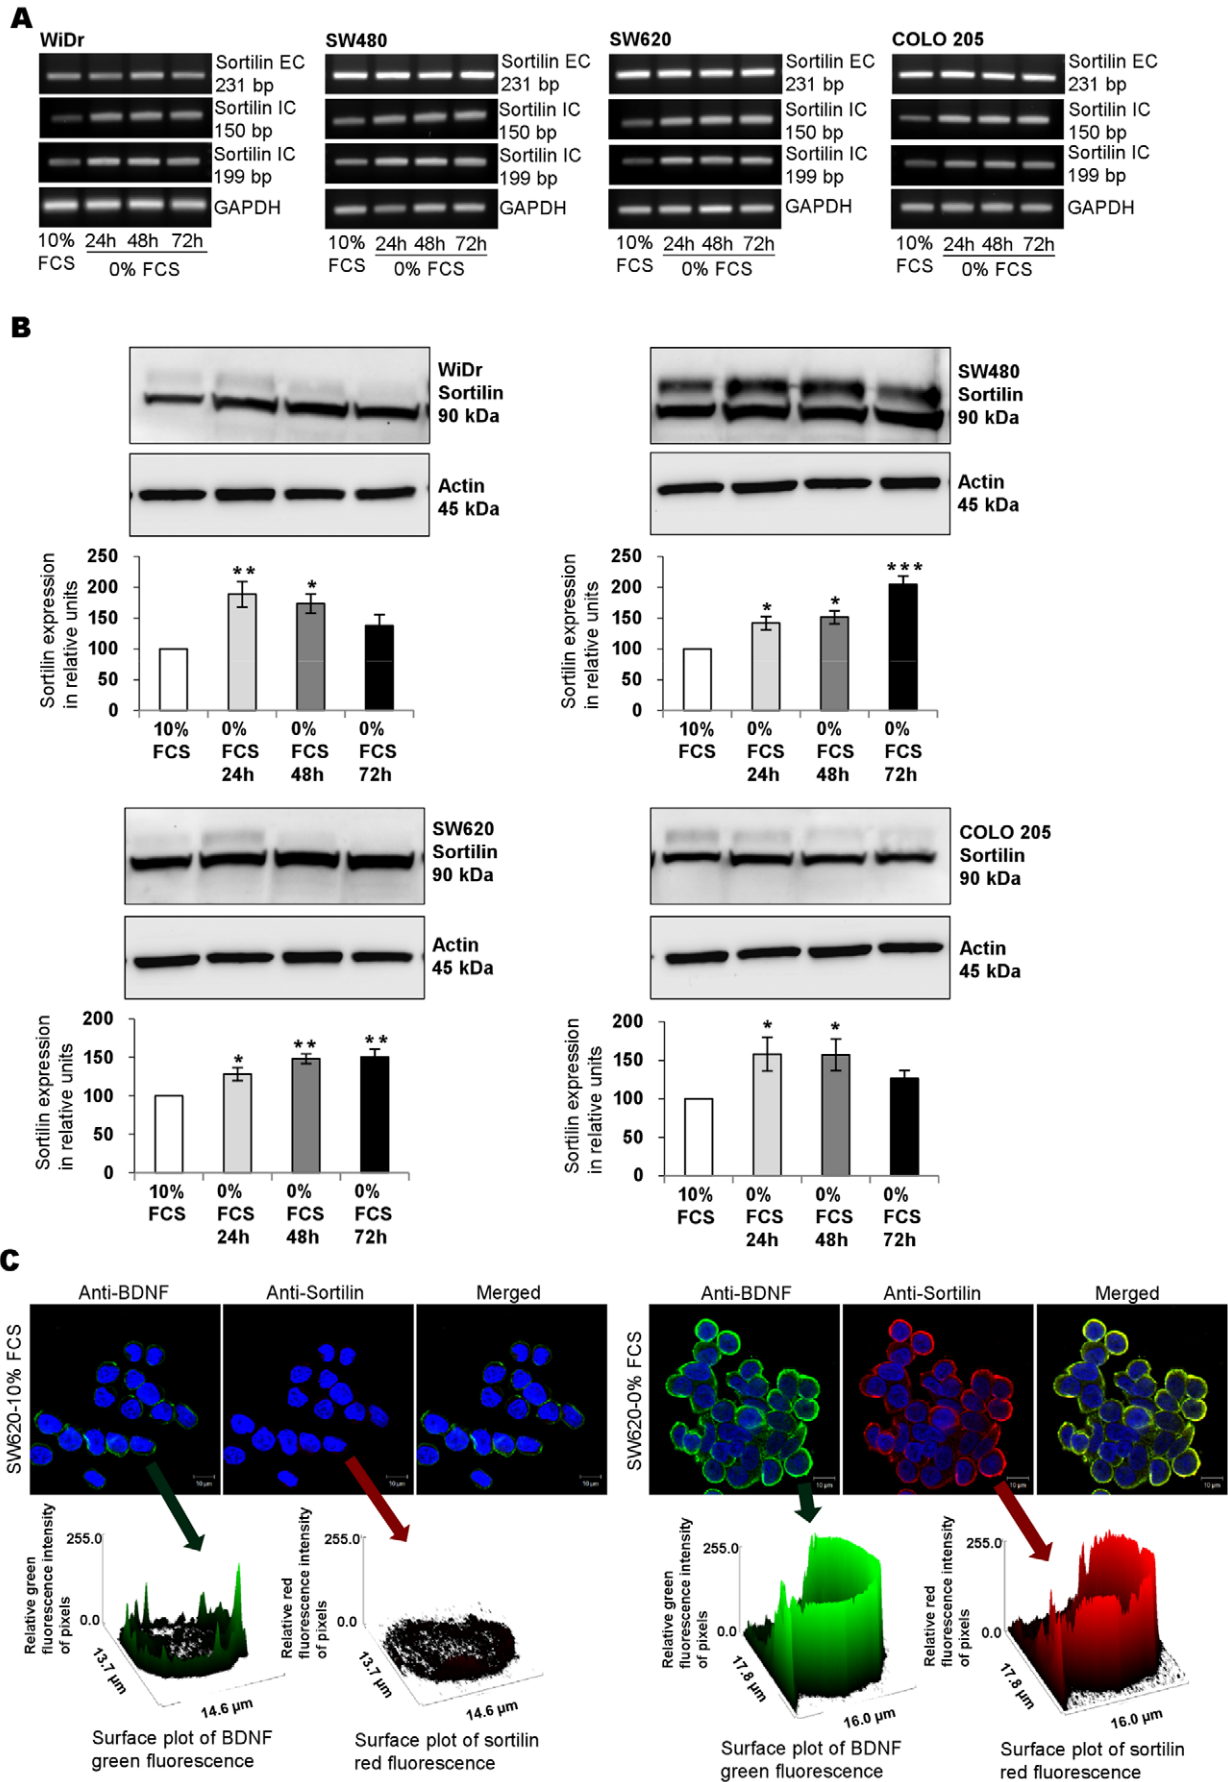 A
WiDr
Sortilin EC
231 bp
Sortilin IC
150 bp
Sortilin IC
199 bp
GAPDH
10%
FCS
24h 48h 72h
0% FCS
SW480
Sortilin EC
231 bp
Sortilin IC
150 bp
Sortilin IC
199 bp
GAPDH
10%
FCS
24h 48h 72h
0% FCS
SW620
Sortilin EC
231 bp
Sortilin IC
150 bp
Sortilin IC
199 bp
GAPDH
10%
FCS
24h 48h 72h
0% FCS
COLO 205
Sortilin EC
231 bp
Sortilin IC
150 bp
Sortilin IC
199 bp
GAPDH
10%
FCS
24h 48h 72h
0% FCS
B
WiDr
Sortilin
90 kDa
Actin
45 kDa
Sortilin expression
in relative units
250
200
150
100
50
0
**
*
10%
FCS
0%
FCS
24h
0%
FCS
48h
0%
FCS
72h
SW480
Sortilin
90 kDa
Actin
45 kDa
Sortilin expression
in relative units
250
200
150
100
50
0
*
*
***
10%
FCS
0%
FCS
24h
0%
FCS
48h
0%
FCS
72h
SW620
Sortilin
90 kDa
Actin
45 kDa
Sortilin expression
in relative units
200
150
100
50
0
*
**
**
10%
FCS
0%
FCS
24h
0%
FCS
48h
0%
FCS
72h
COLO 205
Sortilin
90 kDa
Actin
45 kDa
Sortilin expression
in relative units
200
150
100
50
0
*
*
10%
FCS
0%
FCS
24h
0%
FCS
48h
0%
FCS
72h
C
Anti-BDNF Anti-Sortilin Merged
SW620-10% FCS
10 µm
10 µm
10 µm
Relative green
fluorescence intensity
of pixels
255.0
0.0
13.7 µm
14.6 µm
Surface plot of BDNF
green fluorescence
Relative red
fluorescence intensity
of pixels
255.0
0.0
13.7 µm
14.6 µm
Surface plot of sortilin
red fluorescence
Anti-BDNF Anti-Sortilin Merged
SW620-0% FCS
10 µm
10 µm
10 µm
Relative green
fluorescence intensity
of pixels
255.0
0.0
17.8 µm
16.0 µm
Surface plot of BDNF
green fluorescence
Relative red
fluorescence intensity
of pixels
255.0
0.0
17.8 µm
16.0 µm
Surface plot of sortilin
red fluorescence